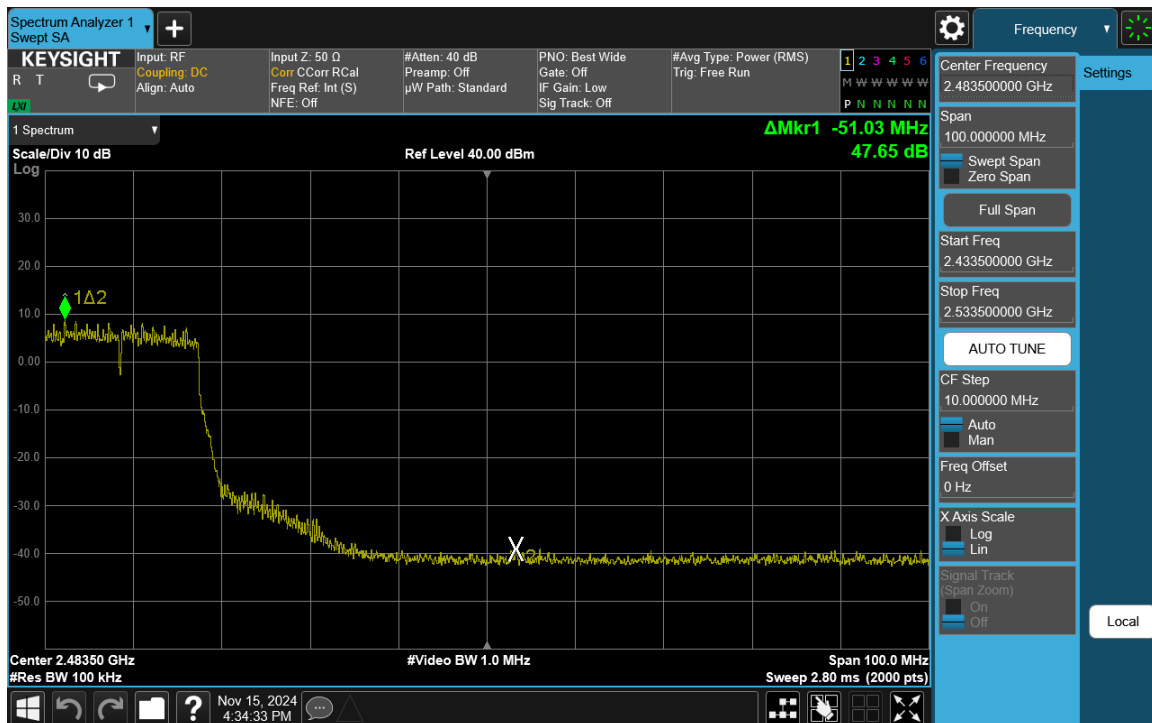 Spectrum Analyzer 1
Swept SA
Frequency
KEYSIGHT
R T
LXI
Input: RF
Coupling: DC
Align: Auto
Input Z: 50 Ω
Corr CCorr RCal
Freq Ref: Int (S)
NFE: Off
#Atten: 40 dB
Preamp: Off
µW Path: Standard
PNO: Best Wide
Gate: Off
IF Gain: Low
Sig Track: Off
#Avg Type: Power (RMS)
Trig: Free Run
1 2 3 4 5 6
M W W W W W
P N N N N N
1 Spectrum
ΔMkr1 -51.03 MHz
47.65 dB
Scale/Div 10 dB
Ref Level 40.00 dBm
Log
30.0
20.0
10.0
0.00
-10.0
-20.0
-30.0
-40.0
-50.0
1Δ2
X
Center 2.48350 GHz
#Video BW 1.0 MHz
Span 100.0 MHz
#Res BW 100 kHz
Sweep 2.80 ms (2000 pts)
Nov 15, 2024
4:34:33 PM
Center Frequency
2.483500000 GHz
Settings
Span
100.000000 MHz
Swept Span
Zero Span
Full Span
Start Freq
2.433500000 GHz
Stop Freq
2.533500000 GHz
AUTO TUNE
CF Step
10.000000 MHz
Auto
Man
Freq Offset
0 Hz
X Axis Scale
Log
Lin
Signal Track
(Span Zoom)
On
Off
Local